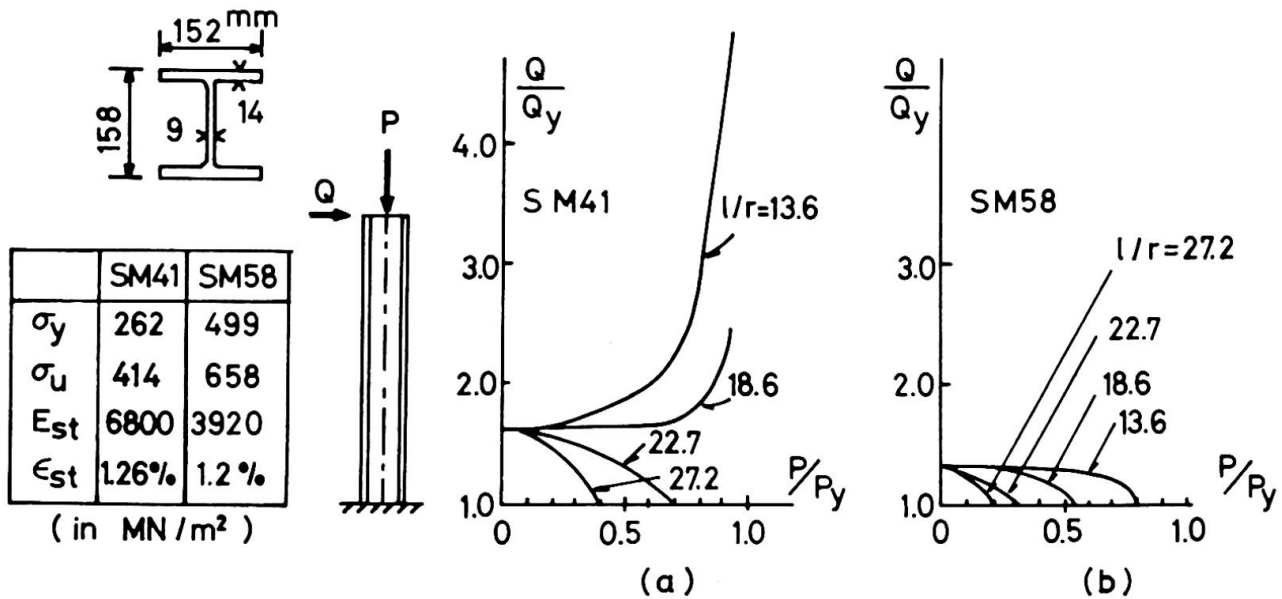 152 mm
158
9
14
P
Q
SM41 SM58
σy 262 499
σu 414 658
Est 6800 3920
ϵst 1.26% 1.2%
(in MN/m²)
Q/Qy
4.0
3.0
2.0
1.0
SM41
l/r=13.6
18.6
22.7
27.2
P/Py
0 0.5 1.0
(a)
Q/Qy
3.0
2.0
1.0
SM58
l/r=27.2
22.7
18.6
13.6
P/Py
0 0.5 1.0
(b)